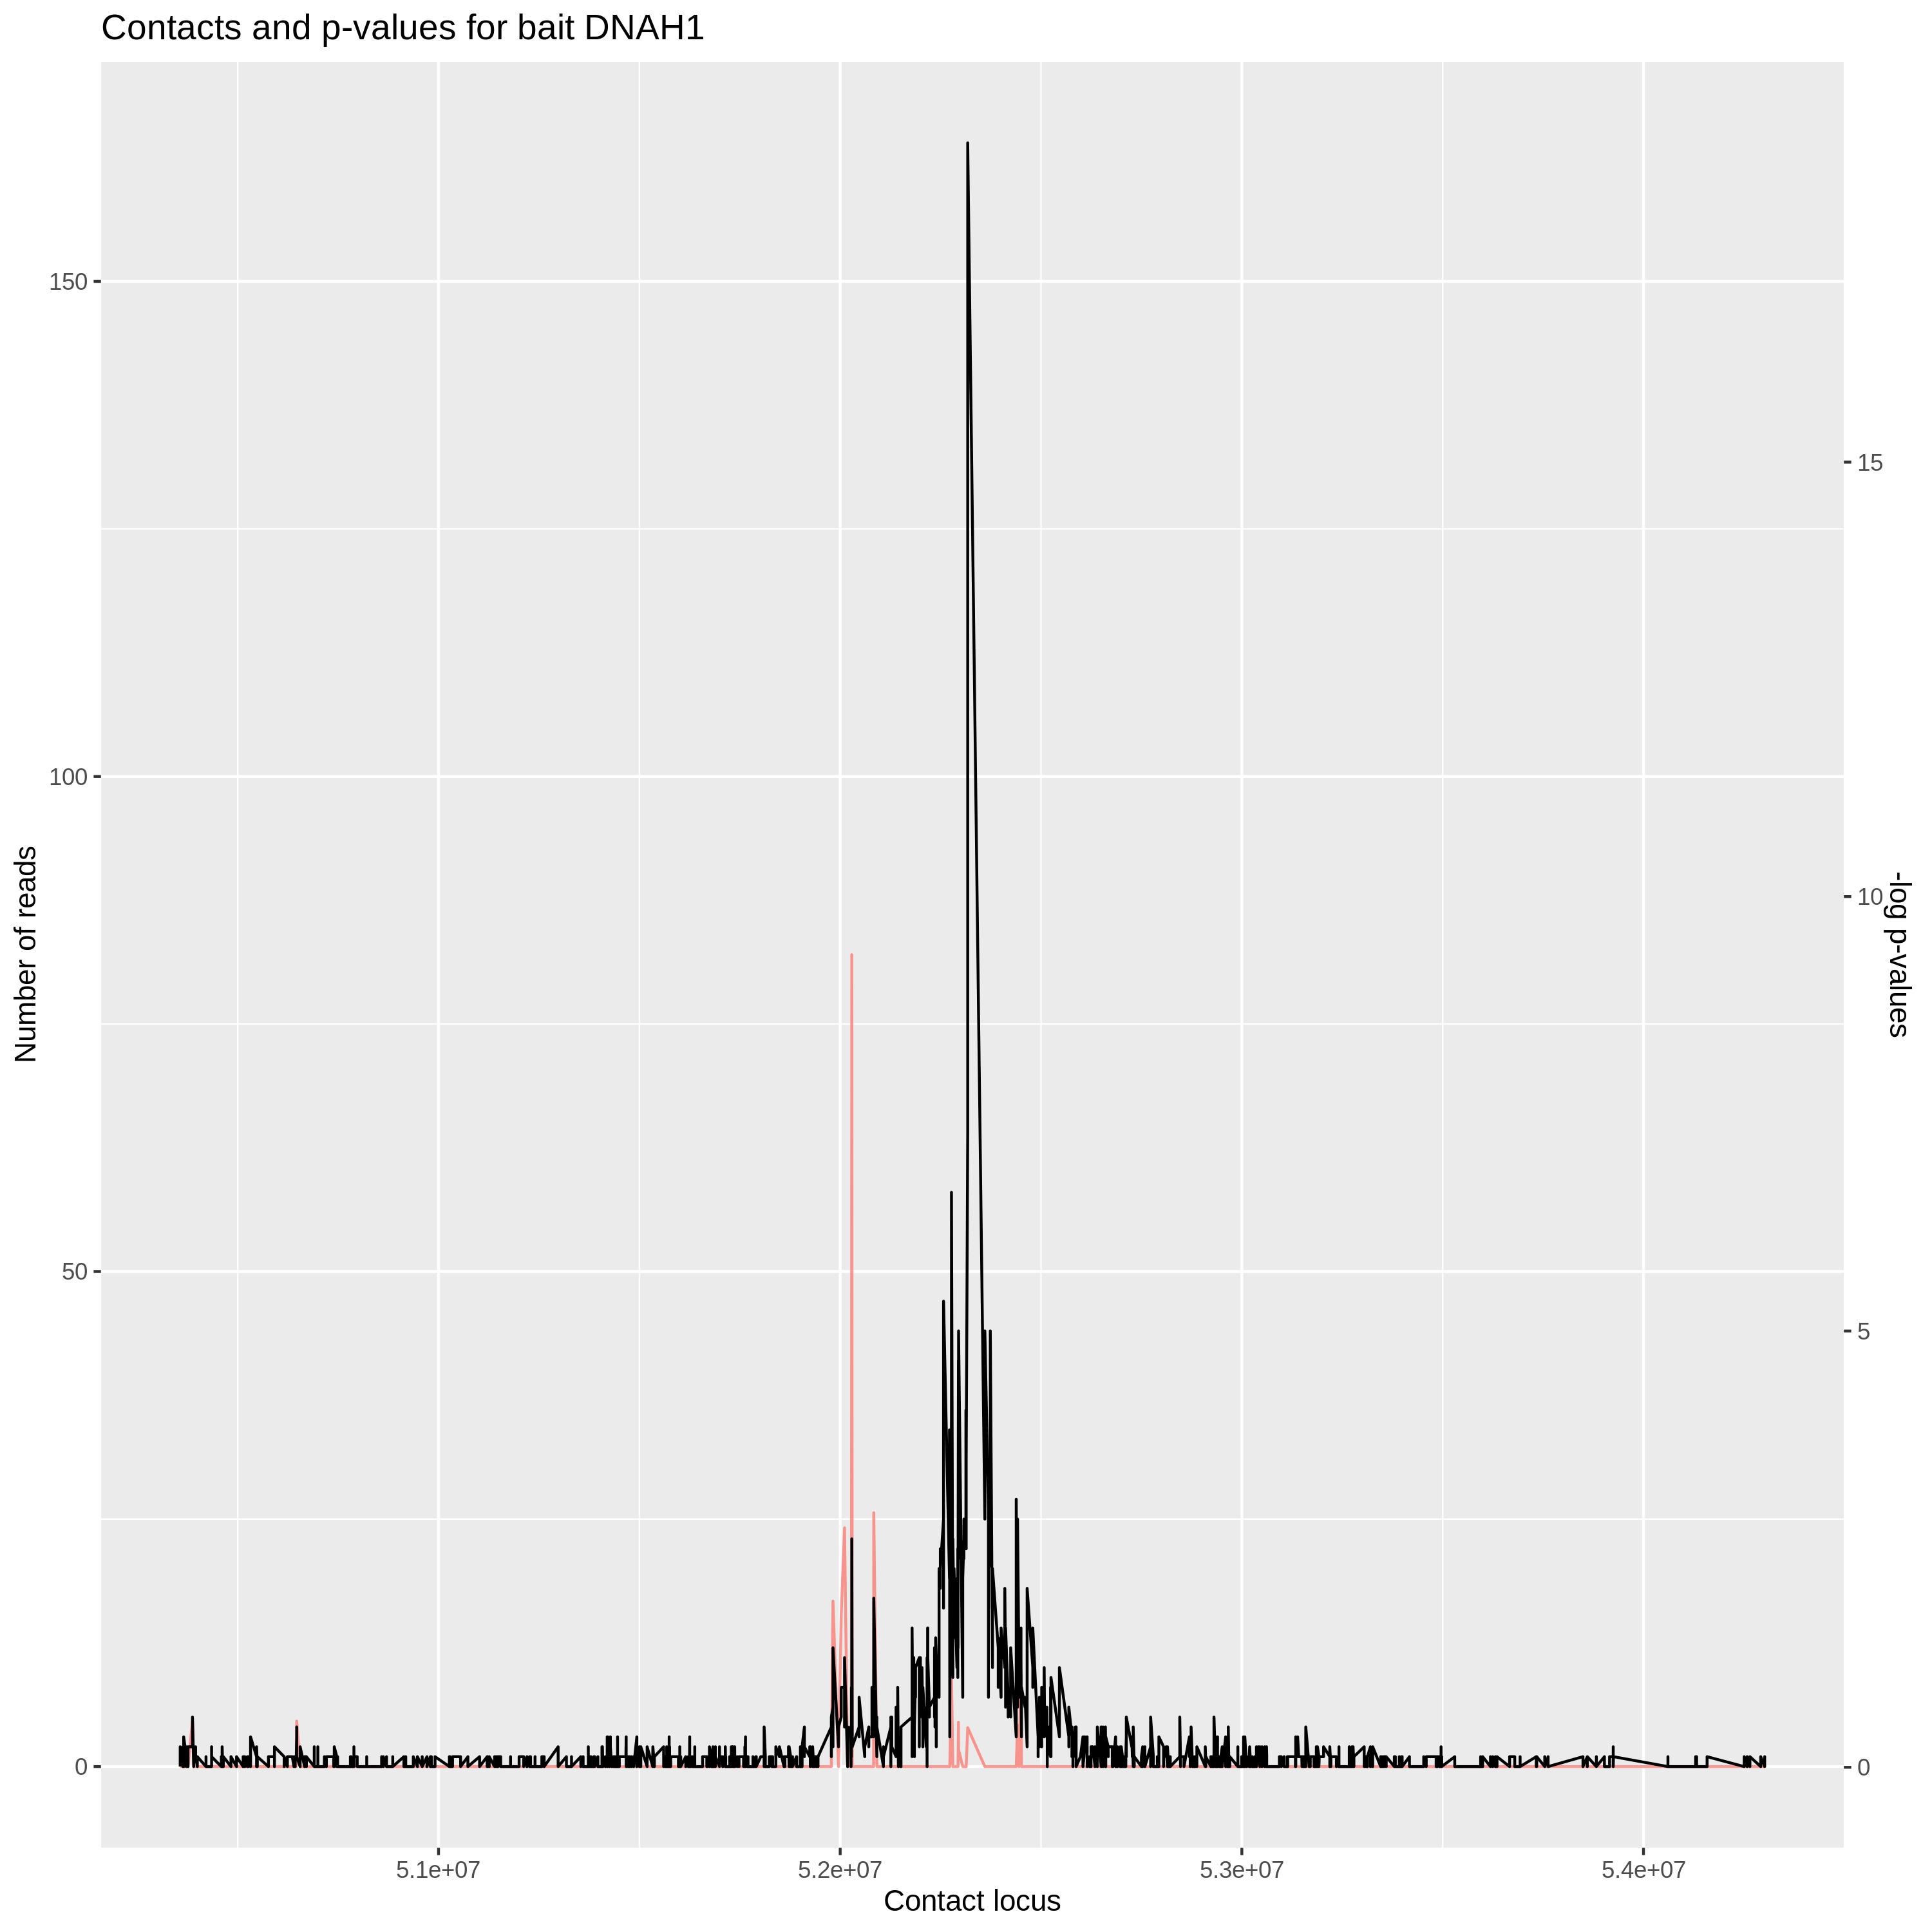 Contacts and p-values for bait DNAH1
150
100
50
0
Number of reads
15
10
5
0
-log p-values
5.1e+07
5.2e+07
5.3e+07
5.4e+07
Contact locus